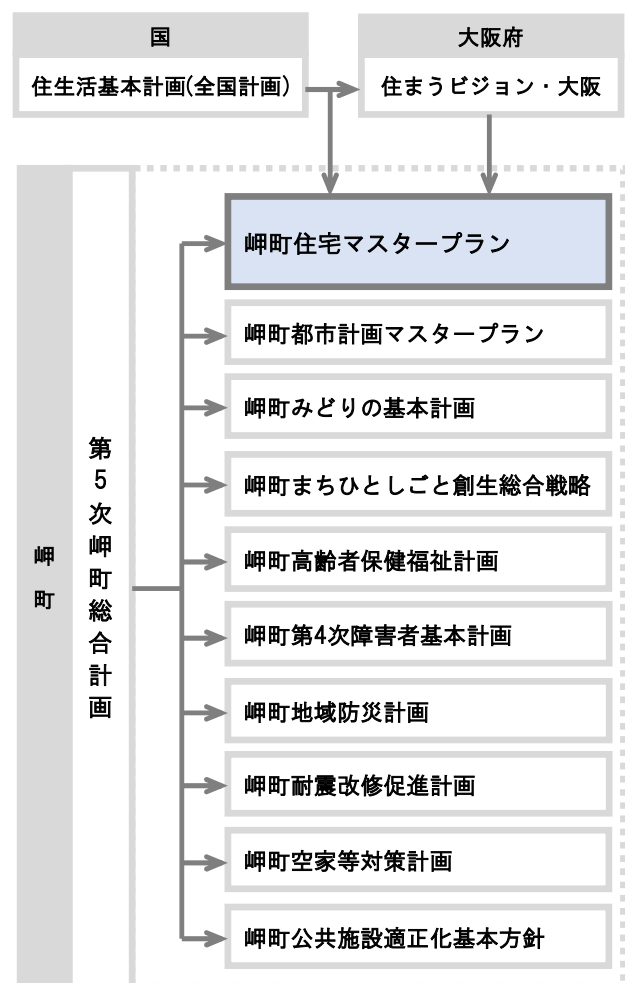 国
住生活基本計画(全国計画)
大阪府
住まうビジョン・大阪
岬町
第5次岬町総合計画
岬町住宅マスタープラン
岬町都市計画マスタープラン
岬町みどりの基本計画
岬町まちひとしごと創生総合戦略
岬町高齢者保健福祉計画
岬町第4次障害者基本計画
岬町地域防災計画
岬町耐震改修促進計画
岬町空家等対策計画
岬町公共施設適正化基本方針